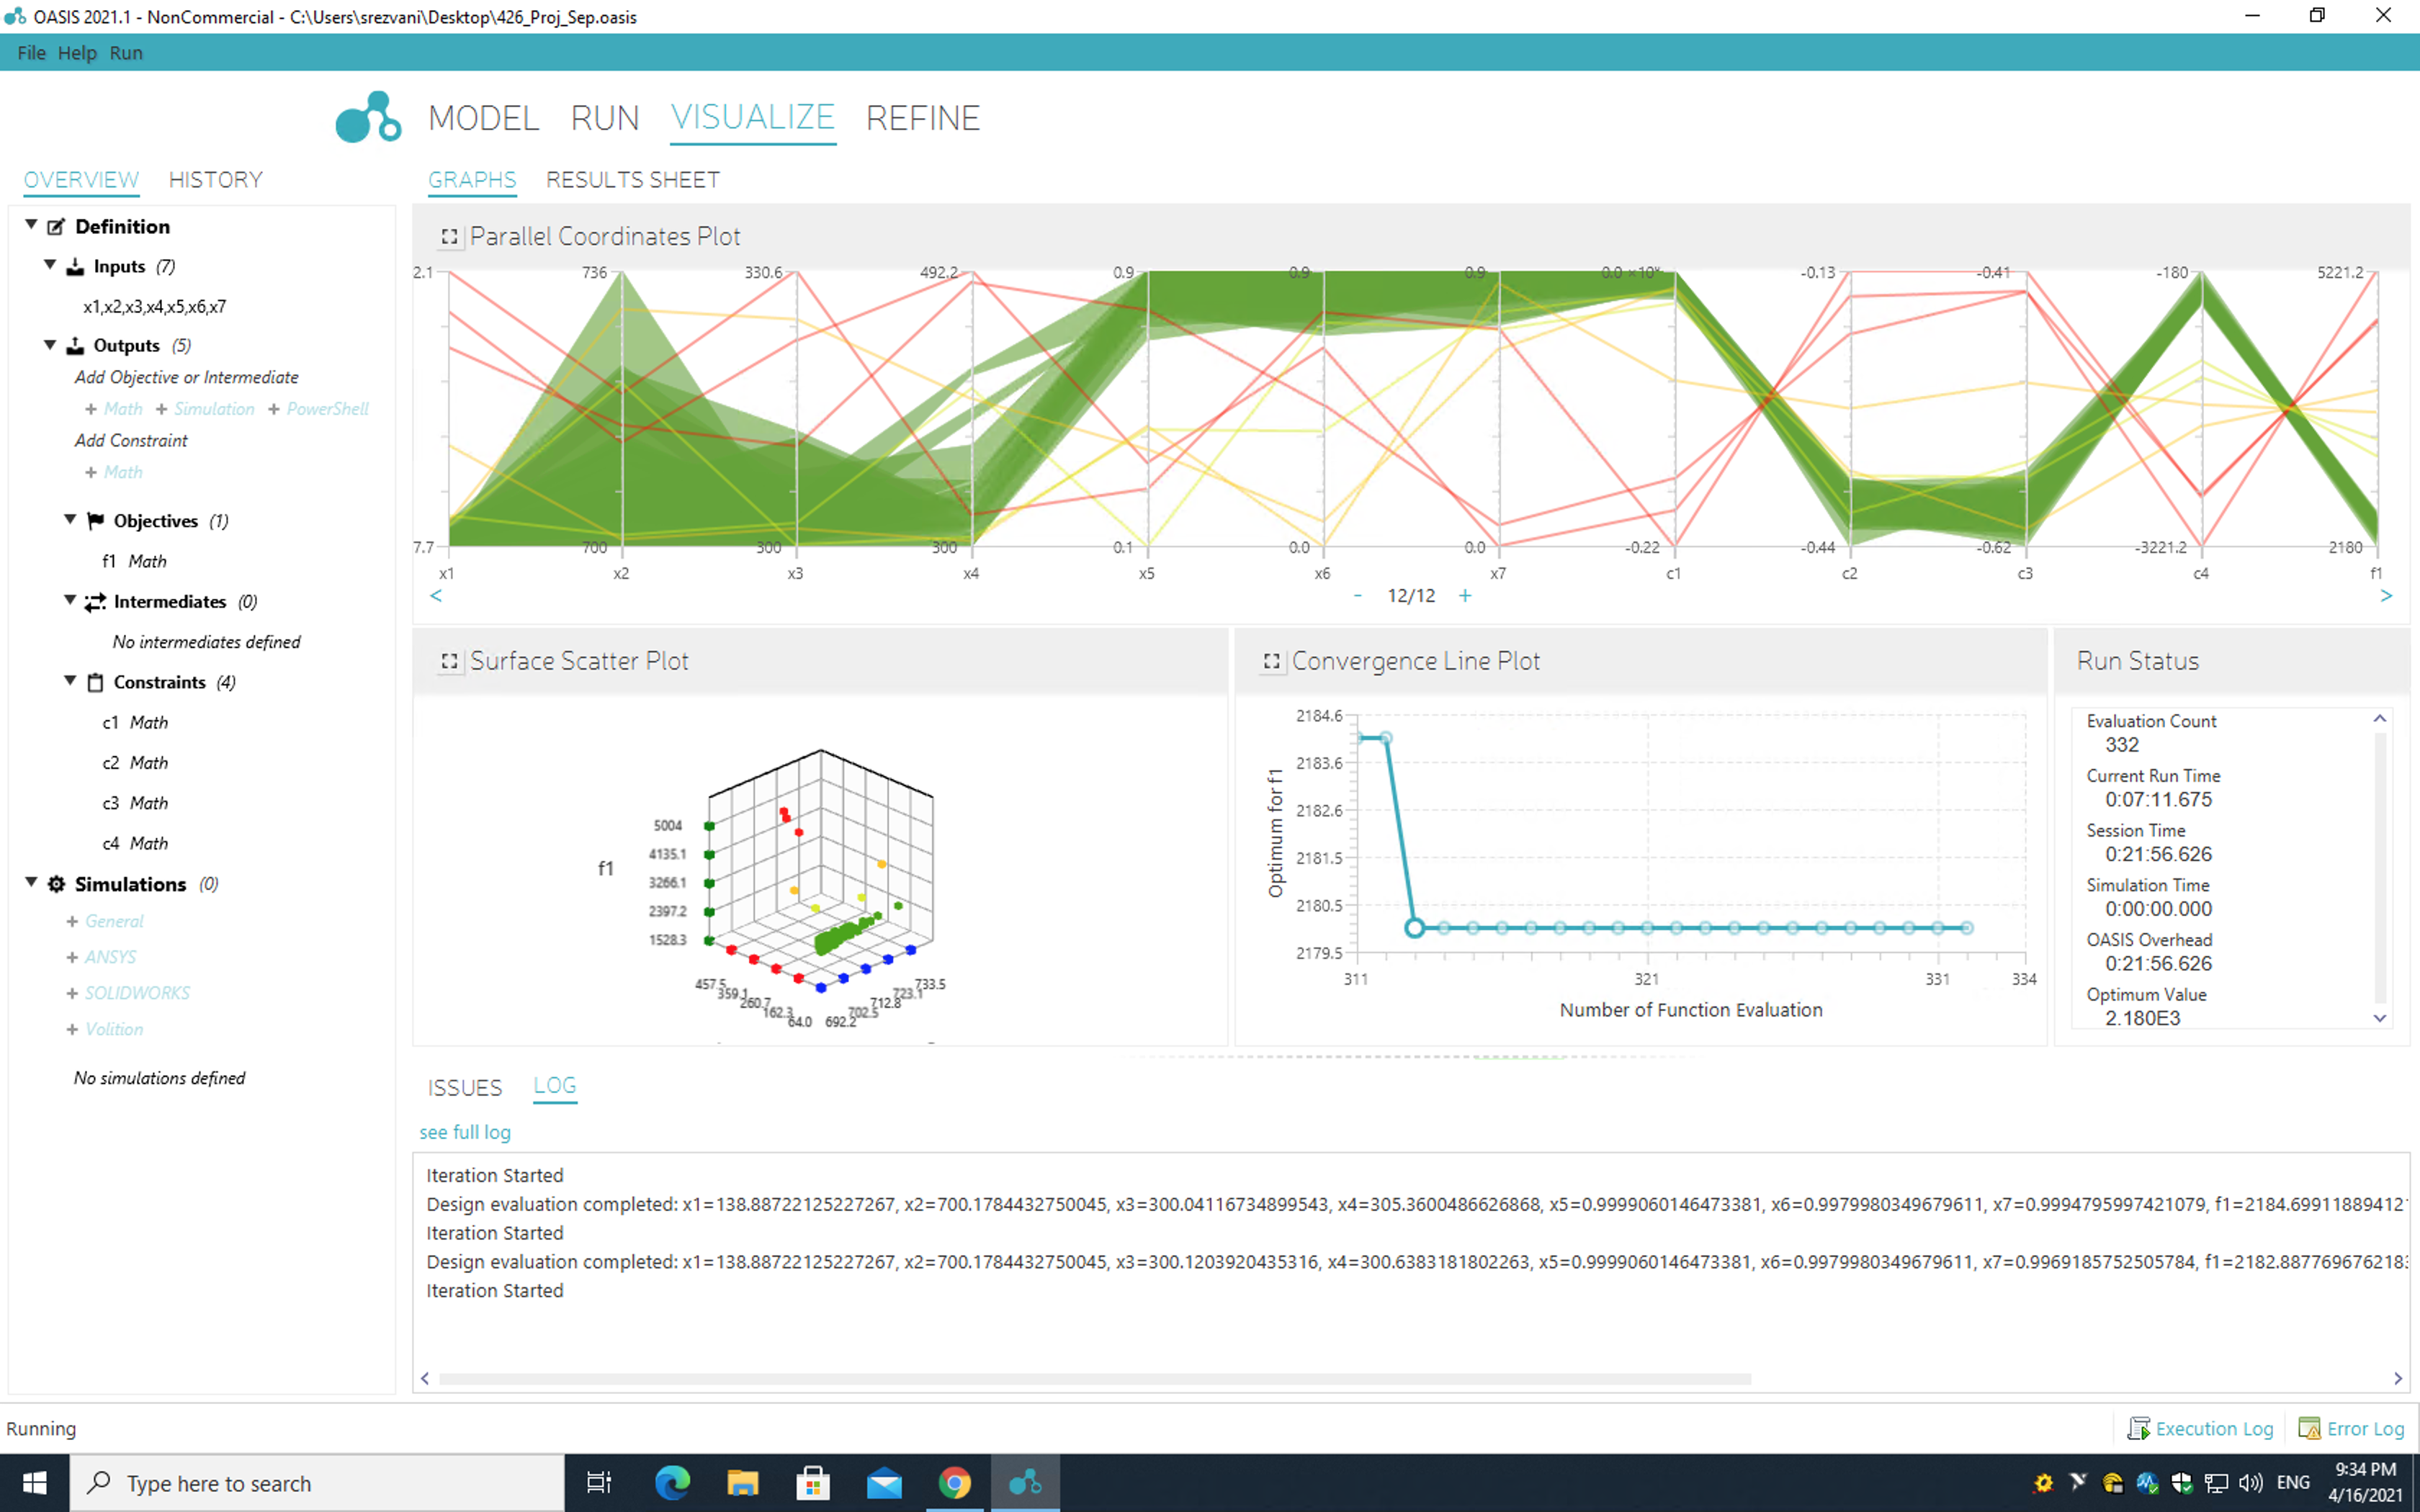 OASIS 2021.1 - NonCommercial - C:\Users\srezvani\Desktop\426_Proj_Sep.oasis
File Help Run
MODEL RUN VISUALIZE REFINE
OVERVIEW HISTORY
GRAPHS RESULTS SHEET
Definition
Inputs (7)
x1,x2,x3,x4,x5,x6,x7
Outputs (5)
Add Objective or Intermediate
+ Math + Simulation + PowerShell
Add Constraint
+ Math
Objectives (1)
f1 Math
Intermediates (0)
No intermediates defined
Constraints (4)
c1 Math
c2 Math
c3 Math
c4 Math
Simulations (0)
+ General
+ ANSYS
+ SOLIDWORKS
+ Volition
No simulations defined
Parallel Coordinates Plot
2.1 736 330.6 492.2 0.9 0.9 0.9 -0.13 -0.41 -180 5221.2
7.7 700 300 300 0.1 0.0 0.0 -0.22 -0.44 -0.62 -3221.2 2180
x1 x2 x3 x4 x5 x6 x7 c1 c2 c3 c4 f1
< - 12/12 + >
Surface Scatter Plot
f1
5004
4135.1
3266.1
2397.2
1528.3
457.5 359.1 260.7 162.3 64.0 692.2 702.5 712.8 723.1 733.5
Convergence Line Plot
Optimum for f1
2184.6
2183.6
2182.6
2181.5
2180.5
2179.5
311 321 331 334
Number of Function Evaluation
Run Status
Evaluation Count
332
Current Run Time
0:07:11.675
Session Time
0:21:56.626
Simulation Time
0:00:00.000
OASIS Overhead
0:21:56.626
Optimum Value
2.180E3
ISSUES LOG
see full log
Iteration Started
Design evaluation completed: x1=138.88722125227267, x2=700.1784432750045, x3=300.04116734899543, x4=305.3600486626868, x5=0.9999060146473381, x6=0.9979980349679611, x7=0.9994795997421079, f1=2184.69911889412
Iteration Started
Design evaluation completed: x1=138.88722125227267, x2=700.1784432750045, x3=300.1203920435316, x4=300.6383181802263, x5=0.9999060146473381, x6=0.9979980349679611, x7=0.9969185752505784, f1=2182.8877696762183
Iteration Started
Running
Execution Log Error Log
Type here to search
ENG
9:34 PM
4/16/2021